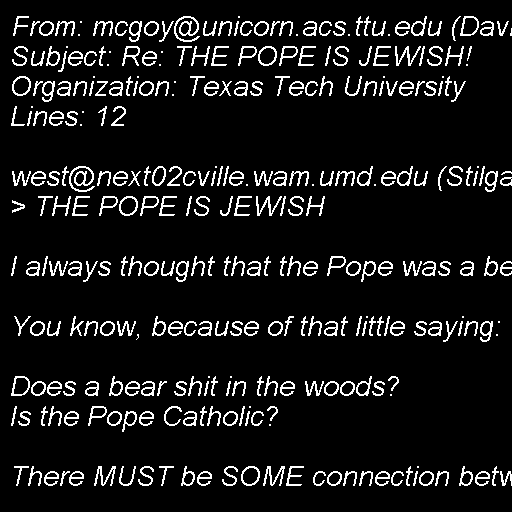 From: mcgoy@unicorn.acs.ttu.edu (Davi
Subject: Re: THE POPE IS JEWISH!
Organization: Texas Tech University
Lines: 12
west@next02cville.wam.umd.edu (Stilga
> THE POPE IS JEWISH
I always thought that the Pope was a be
You know, because of that little saying:
Does a bear shit in the woods?
Is the Pope Catholic?
There MUST be SOME connection betw